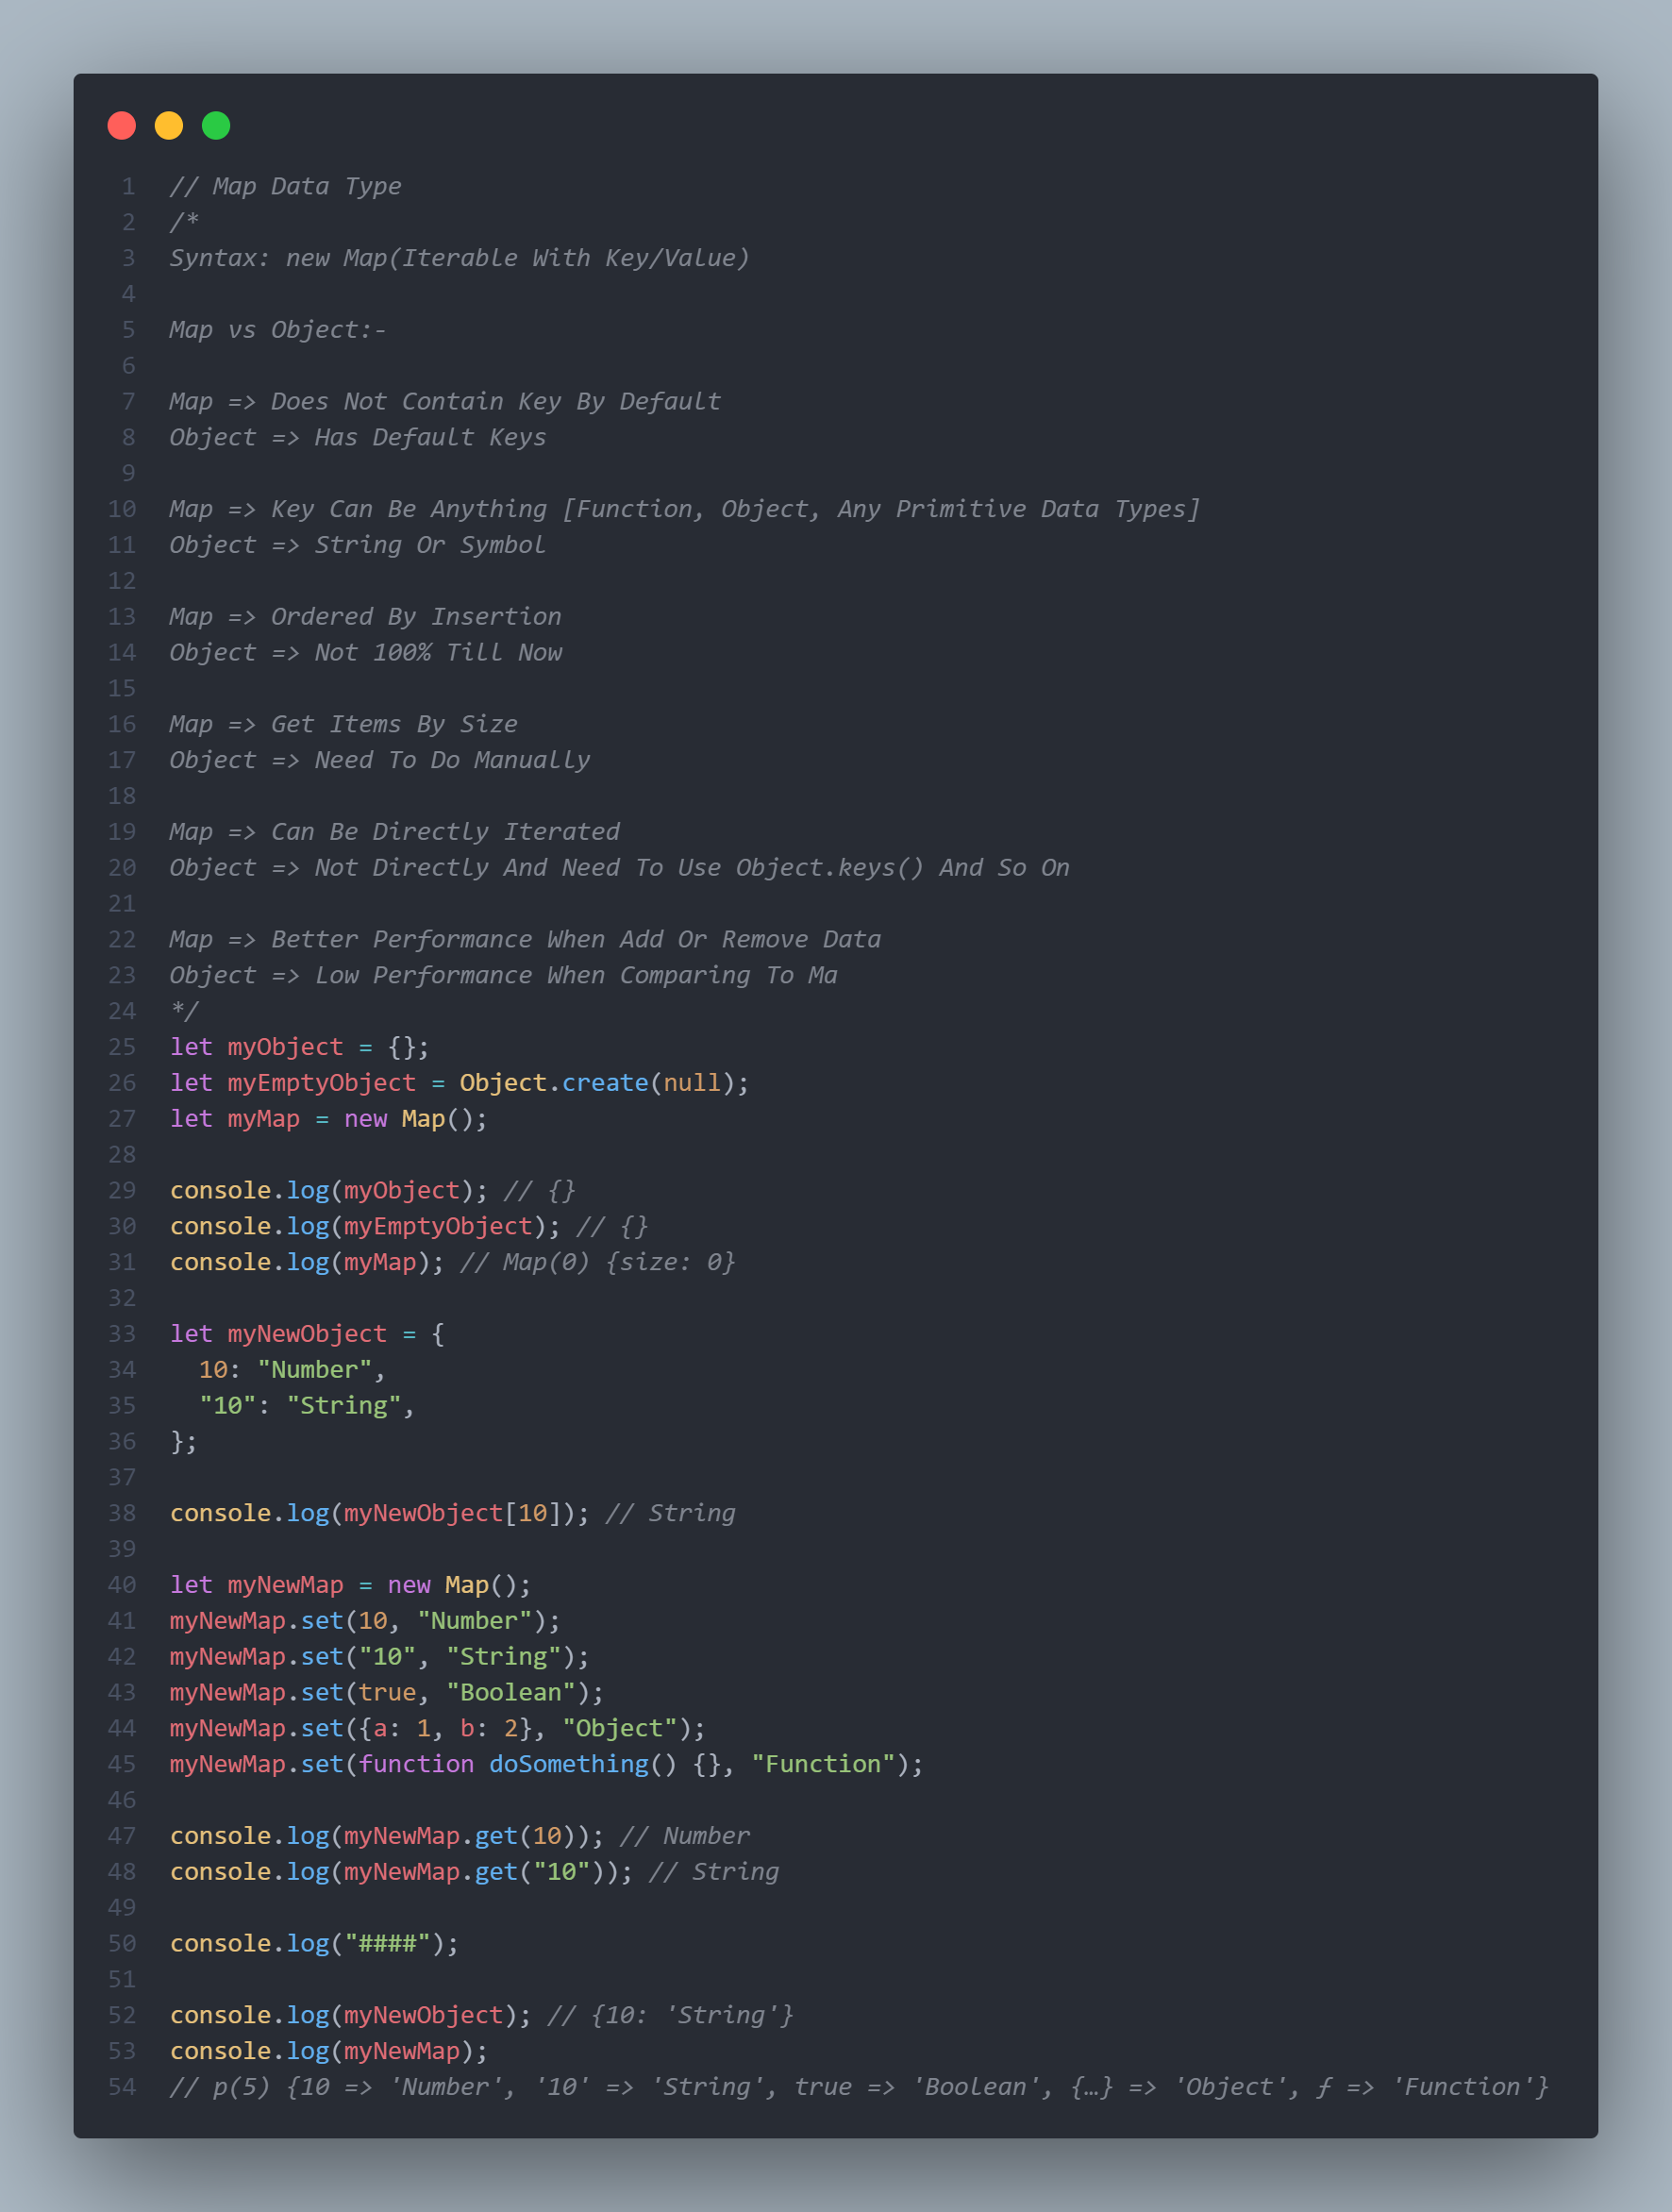 1 // Map Data Type
2 /*
3 Syntax: new Map(Iterable With Key/Value)
4
5 Map vs Object:-
6
7 Map => Does Not Contain Key By Default
8 Object => Has Default Keys
9
10 Map => Key Can Be Anything [Function, Object, Any Primitive Data Types]
11 Object => String Or Symbol
12
13 Map => Ordered By Insertion
14 Object => Not 100% Till Now
15
16 Map => Get Items By Size
17 Object => Need To Do Manually
18
19 Map => Can Be Directly Iterated
20 Object => Not Directly And Need To Use Object.keys() And So On
21
22 Map => Better Performance When Add Or Remove Data
23 Object => Low Performance When Comparing To Ma
24 */
25 let myObject = {};
26 let myEmptyObject = Object.create(null);
27 let myMap = new Map();
28
29 console.log(myObject); // {}
30 console.log(myEmptyObject); // {}
31 console.log(myMap); // Map(0) {size: 0}
32
33 let myNewObject = {
34   10: "Number",
35   "10": "String",
36 };
37
38 console.log(myNewObject[10]); // String
39
40 let myNewMap = new Map();
41 myNewMap.set(10, "Number");
42 myNewMap.set("10", "String");
43 myNewMap.set(true, "Boolean");
44 myNewMap.set({a: 1, b: 2}, "Object");
45 myNewMap.set(function doSomething() {}, "Function");
46
47 console.log(myNewMap.get(10)); // Number
48 console.log(myNewMap.get("10")); // String
49
50 console.log("####");
51
52 console.log(myNewObject); // {10: 'String'}
53 console.log(myNewMap);
54 // p(5) {10 => 'Number', '10' => 'String', true => 'Boolean', {…} => 'Object', ƒ => 'Function'}